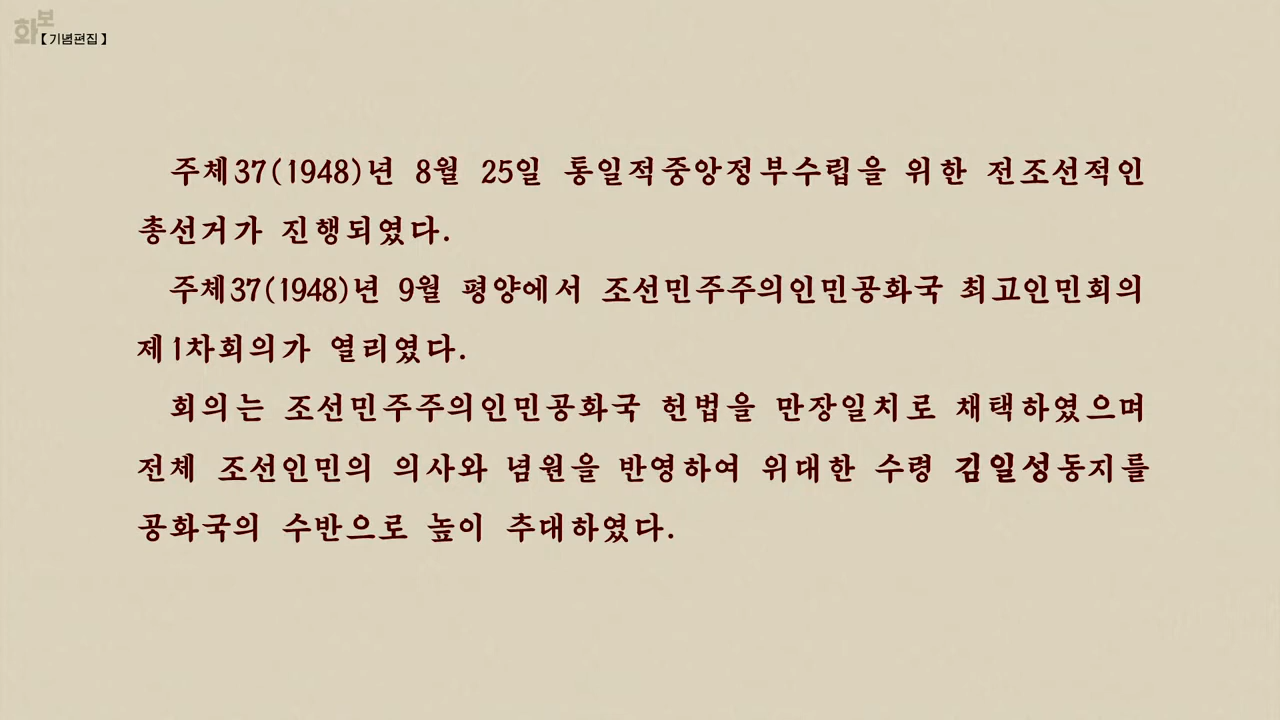 화보
【기념편집】
주체37(1948)년 8월 25일 통일적중앙정부수립을 위한 전조선적인
총선거가 진행되였다.
주체37(1948)년 9월 평양에서 조선민주주의인민공화국 최고인민회의
제1차회의가 열리였다.
회의는 조선민주주의인민공화국 헌법을 만장일치로 채택하였으며
전체 조선인민의 의사와 념원을 반영하여 위대한 수령 김일성동지를
공화국의 수반으로 높이 추대하였다.